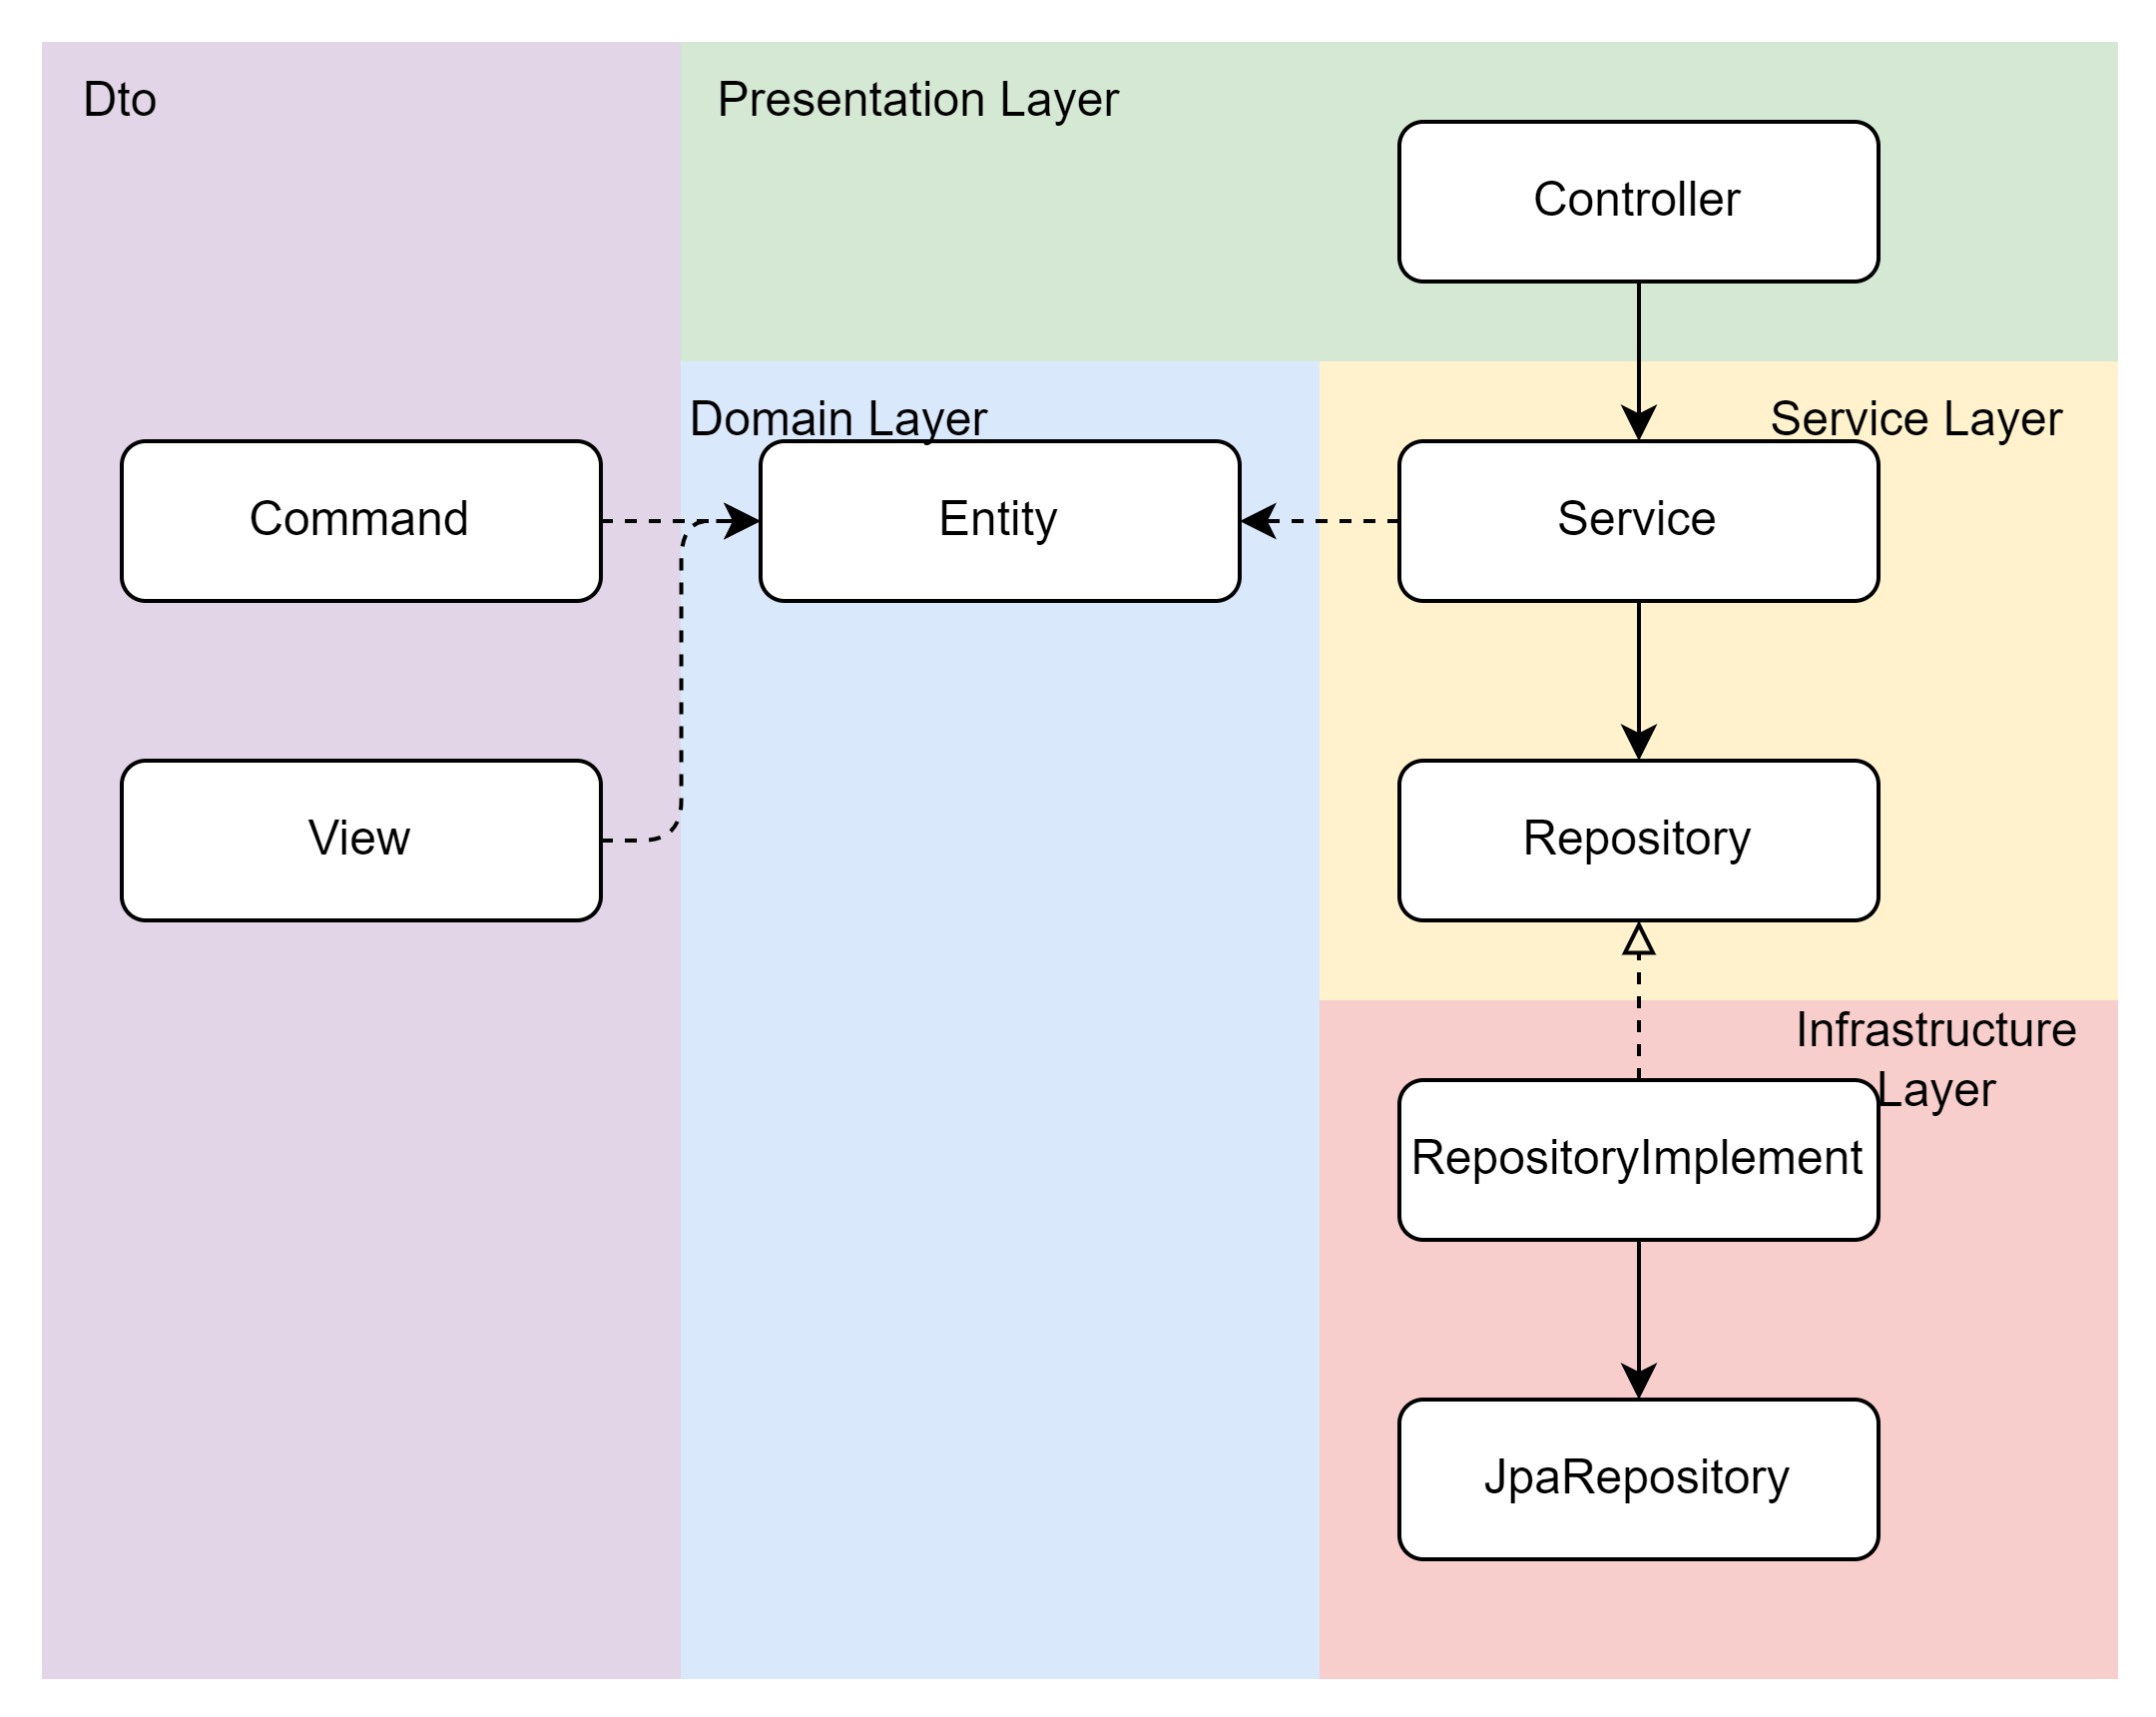 Dto
Presentation Layer
Controller
Domain Layer
Service Layer
Command
Entity
Service
View
Repository
Infrastructure
Layer
RepositoryImplement
JpaRepository